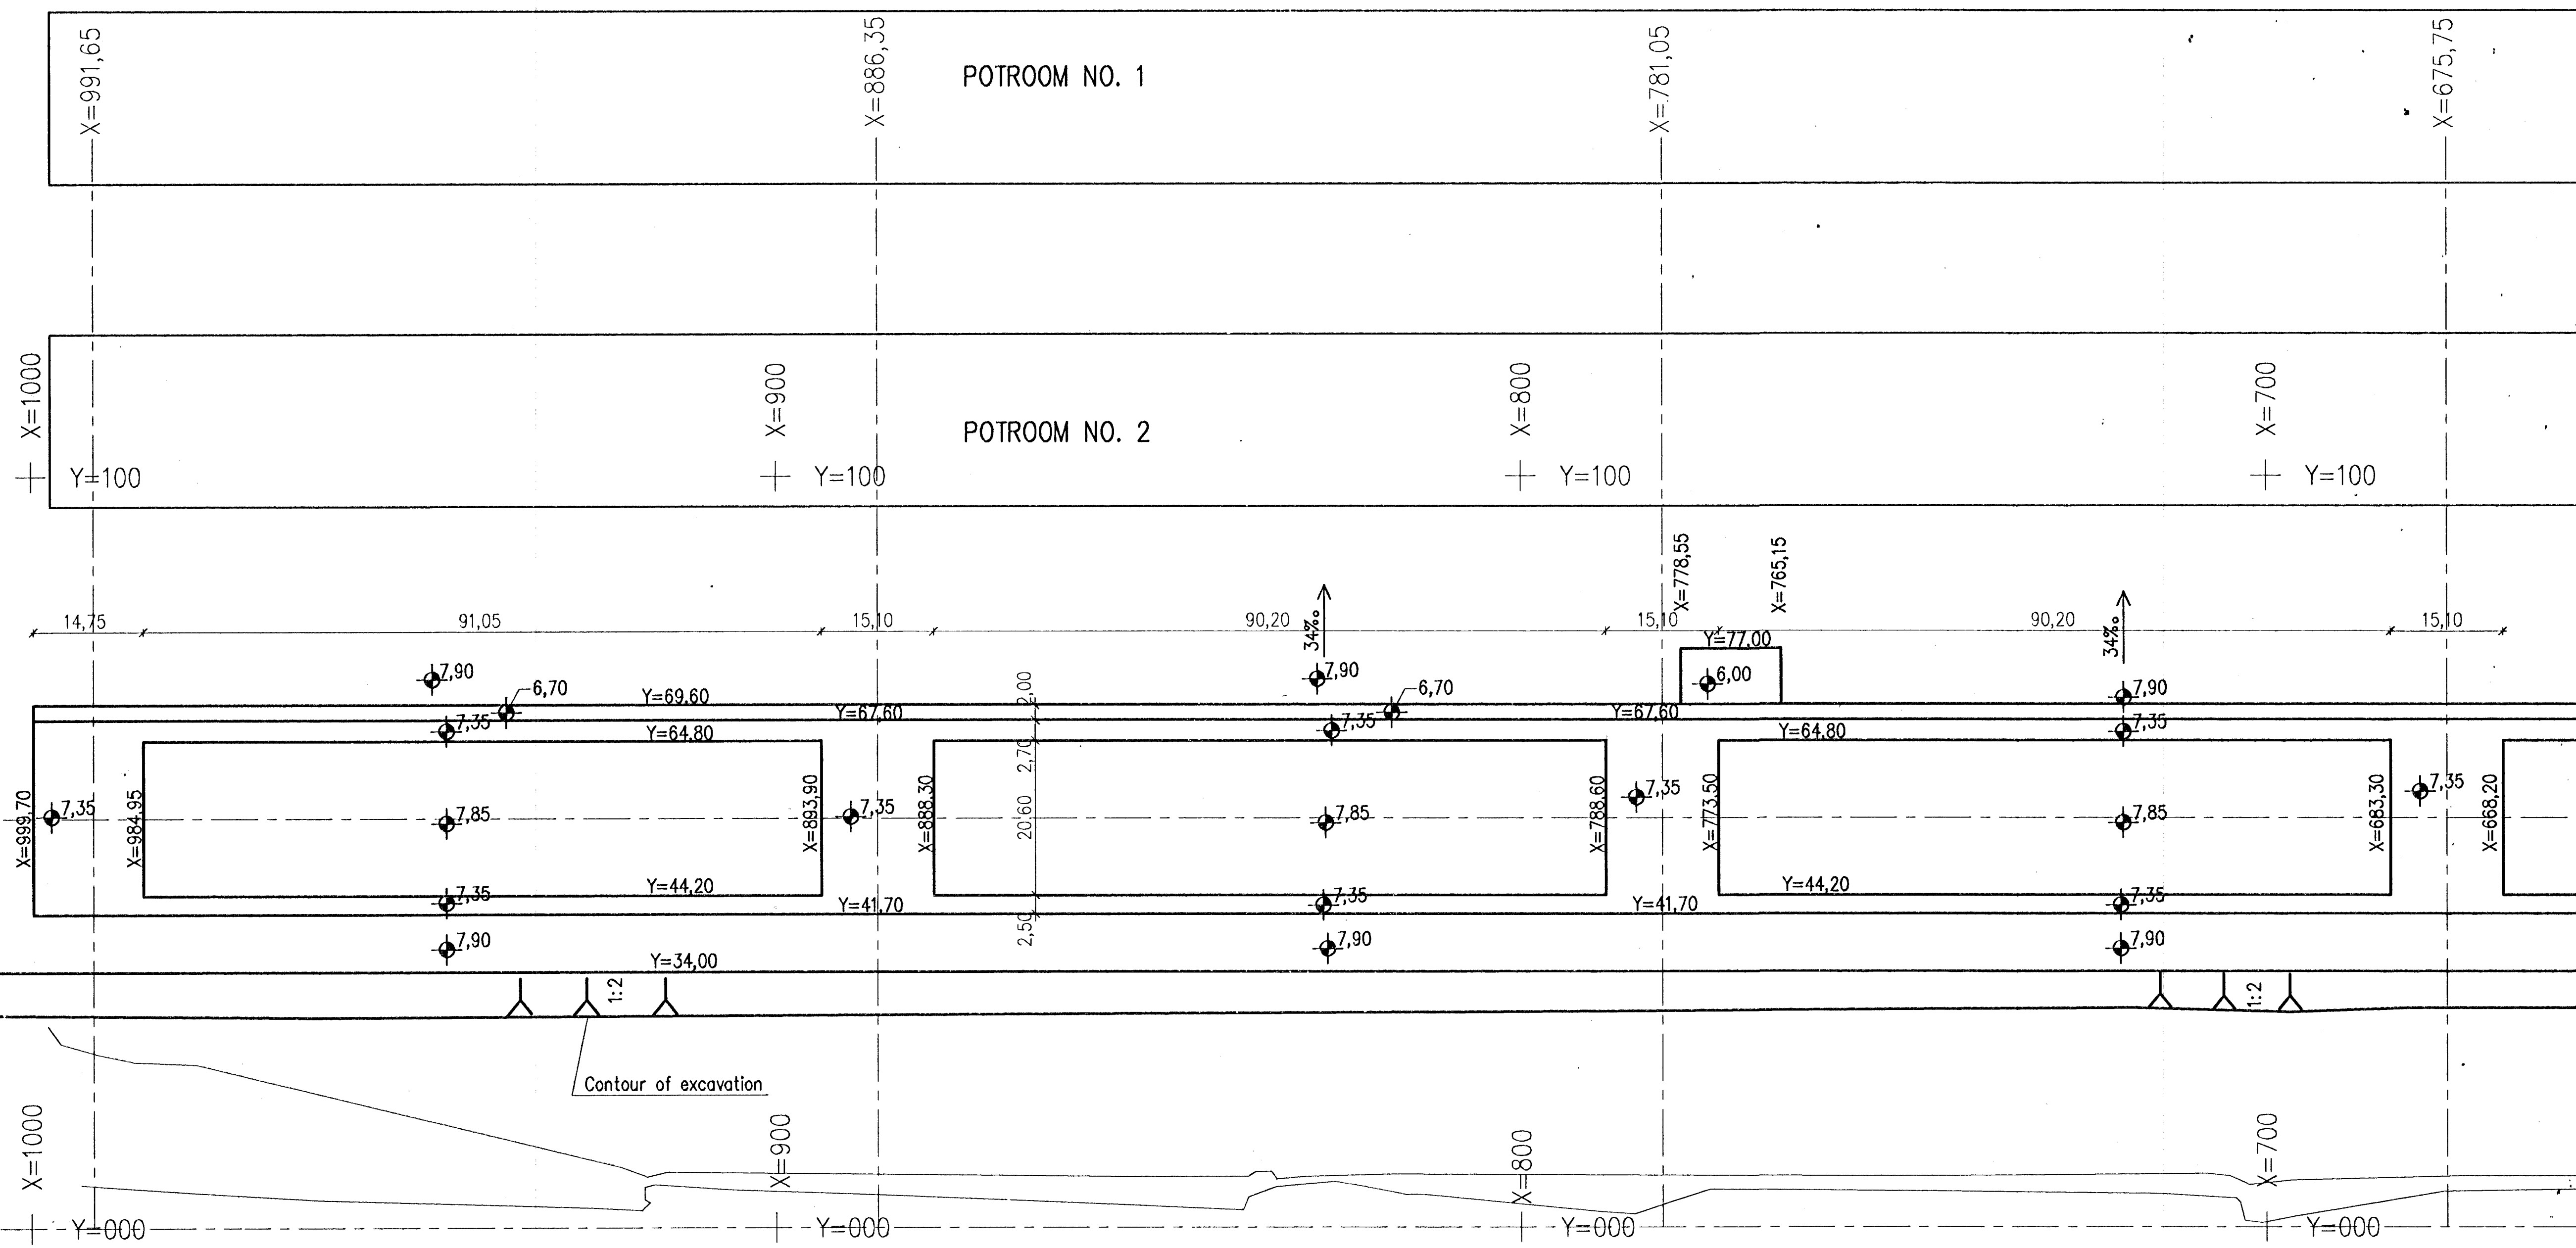 X=991,65
X=886,35
X=781,05
X=675,75
POTROOM NO. 1
X=1000
X=900
X=800
X=700
POTROOM NO. 2
Y=100
Y=100
Y=100
Y=100
X=778,55
X=765,15
14,75
91,05
15,10
90,20
34‰
15,10
90,20
34‰
15,10
Y=77,00
7,90
6,70
Y=69,60
2,00
7,90
6,70
6,00
7,90
Y=67,60
Y=67,60
7,35
Y=64,80
2,70
7,35
Y=64,80
7,35
X=999,70
7,35
X=984,95
7,85
X=893,90
7,35
X=888,30
20,60
7,85
X=788,60
7,35
X=773,50
7,85
X=683,30
7,35
X=668,20
7,35
Y=44,20
Y=41,70
2,50
7,35
Y=41,70
Y=44,20
7,35
7,90
7,90
7,90
Y=34,00
1:2
1:2
Contour of excavation
X=1000
X=900
X=800
X=700
Y=000
Y=000
Y=000
Y=000